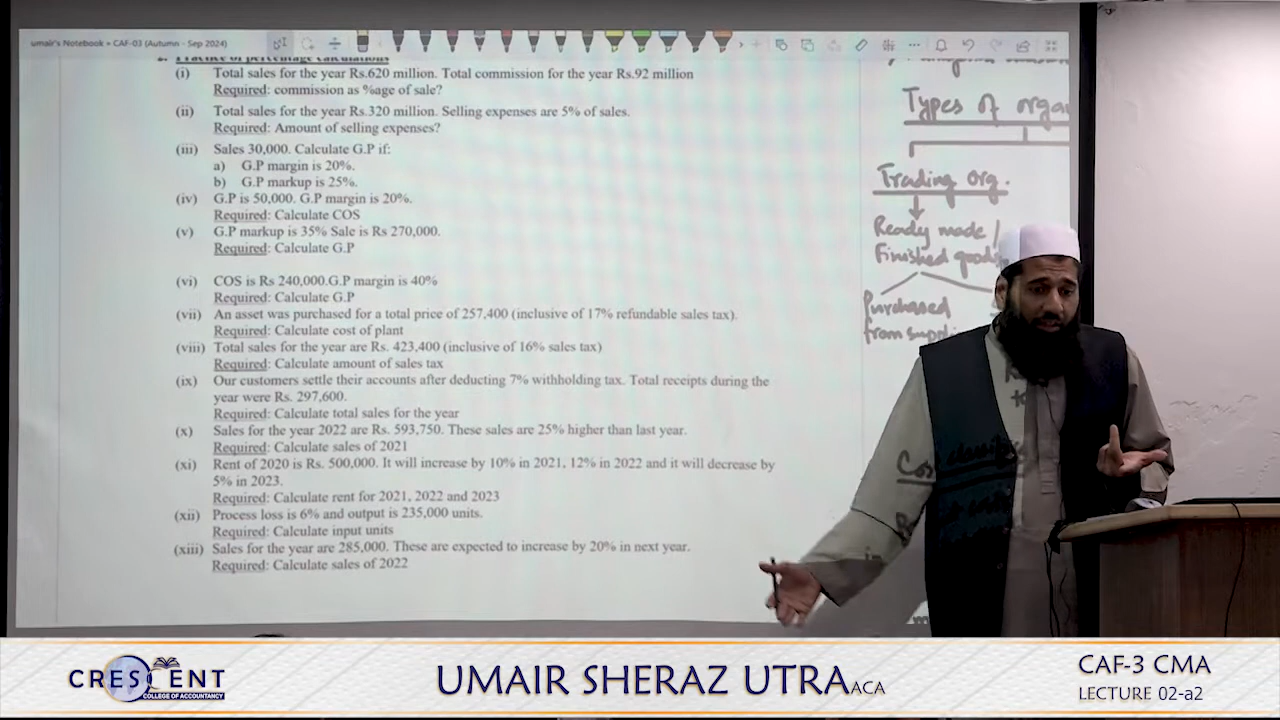 umair's Notebook » CAF-03 (Autumn - Sep 2024)
2. Practice of percentage calculations
(i) Total sales for the year Rs.620 million. Total commission for the year Rs.92 million
Required: commission as %age of sale?
(ii) Total sales for the year Rs.320 million. Selling expenses are 5% of sales.
Required: Amount of selling expenses?
(iii) Sales 30,000. Calculate G.P if:
a) G.P margin is 20%.
b) G.P markup is 25%.
(iv) G.P is 50,000. G.P margin is 20%.
Required: Calculate COS
(v) G.P markup is 35% Sale is Rs 270,000.
Required: Calculate G.P
(vi) COS is Rs 240,000.G.P margin is 40%
Required: Calculate G.P
(vii) An asset was purchased for a total price of 257,400 (inclusive of 17% refundable sales tax).
Required: Calculate cost of plant
(viii) Total sales for the year are Rs. 423,400 (inclusive of 16% sales tax)
Required: Calculate amount of sales tax
(ix) Our customers settle their accounts after deducting 7% withholding tax. Total receipts during the
year were Rs. 297,600.
Required: Calculate total sales for the year
(x) Sales for the year 2022 are Rs. 593,750. These sales are 25% higher than last year.
Required: Calculate sales of 2021
(xi) Rent of 2020 is Rs. 500,000. It will increase by 10% in 2021, 12% in 2022 and it will decrease by
5% in 2023.
Required: Calculate rent for 2021, 2022 and 2023
(xii) Process loss is 6% and output is 235,000 units.
Required: Calculate input units
(xiii) Sales for the year are 285,000. These are expected to increase by 20% in next year.
Required: Calculate sales of 2022
Types of orga
Trading org.
Ready made /
Finished goods
Purchased
from suppli
Cos
CRESCENT
COLLEGE OF ACCOUNTANCY
UMAIR SHERAZ UTRA ACA
CAF-3 CMA
LECTURE 02-a2